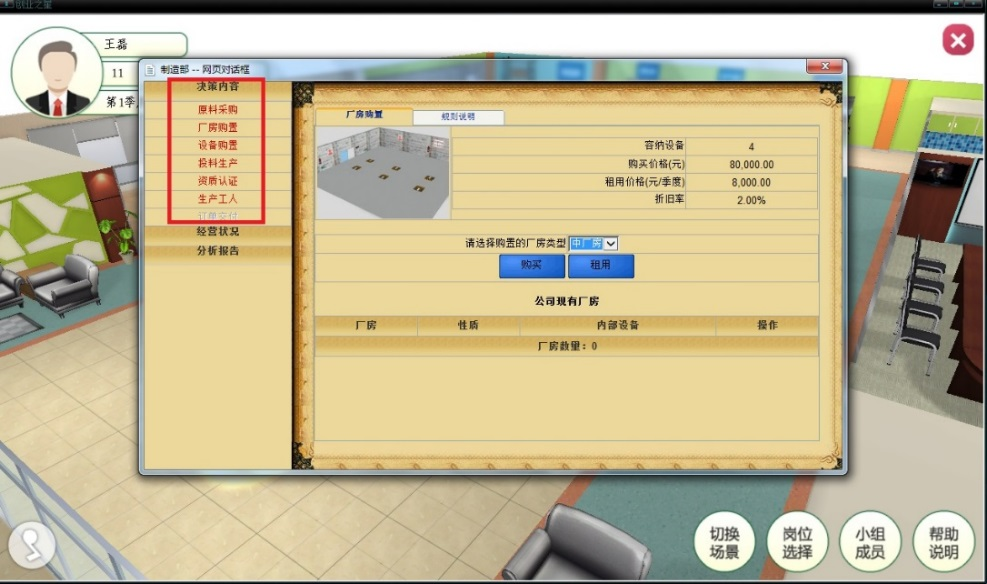 创业之星
王磊
11
第1季
制造部 -- 网页对话框
决策内容
原料采购
厂房购置
设备购置
投料生产
资质认证
生产工人
订单交付
经营状况
分析报告
厂房购置
规则说明
容纳设备 4
购买价格(元) 80,000.00
租用价格(元/季度) 8,000.00
折旧率 2.00%
请选择购置的厂房类型 中厂房
购买 租用
公司现有厂房
厂房 性质 内部设备 操作
厂房数量：0
切换
场景
岗位
选择
小组
成员
帮助
说明